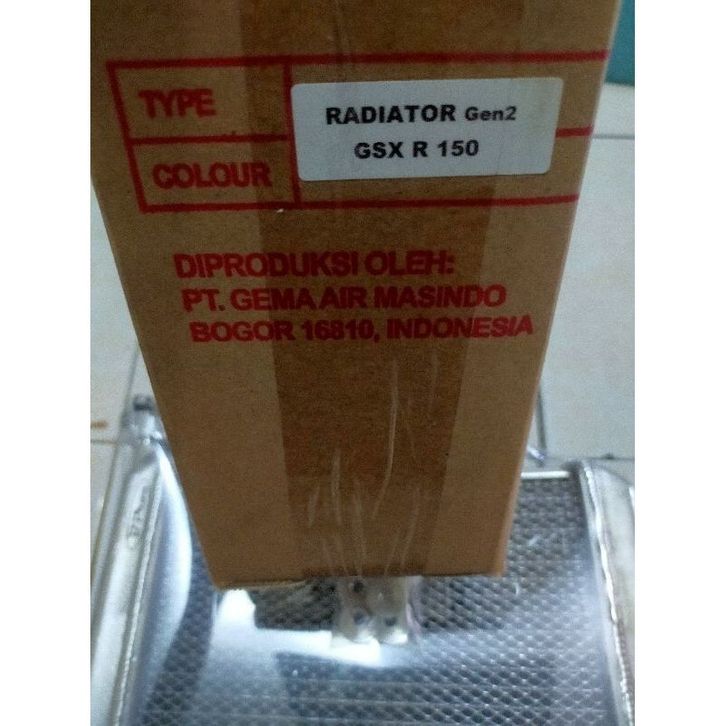 TYPE
RADIATOR Gen2
GSX R 150
COLOUR
DIPRODUKSI OLEH:
PT. GEMA AIR MASINDO
BOGOR 16810, INDONESIA